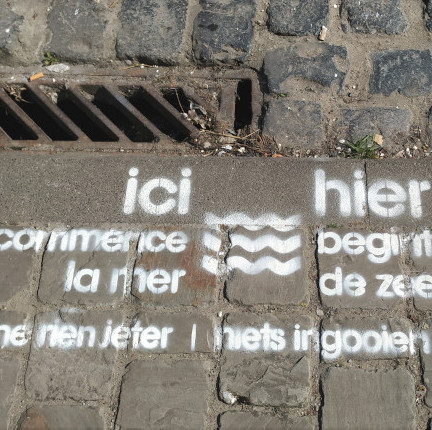 ici hier
commence begint
la mer de zee
ne rien jeter | niets ingooien